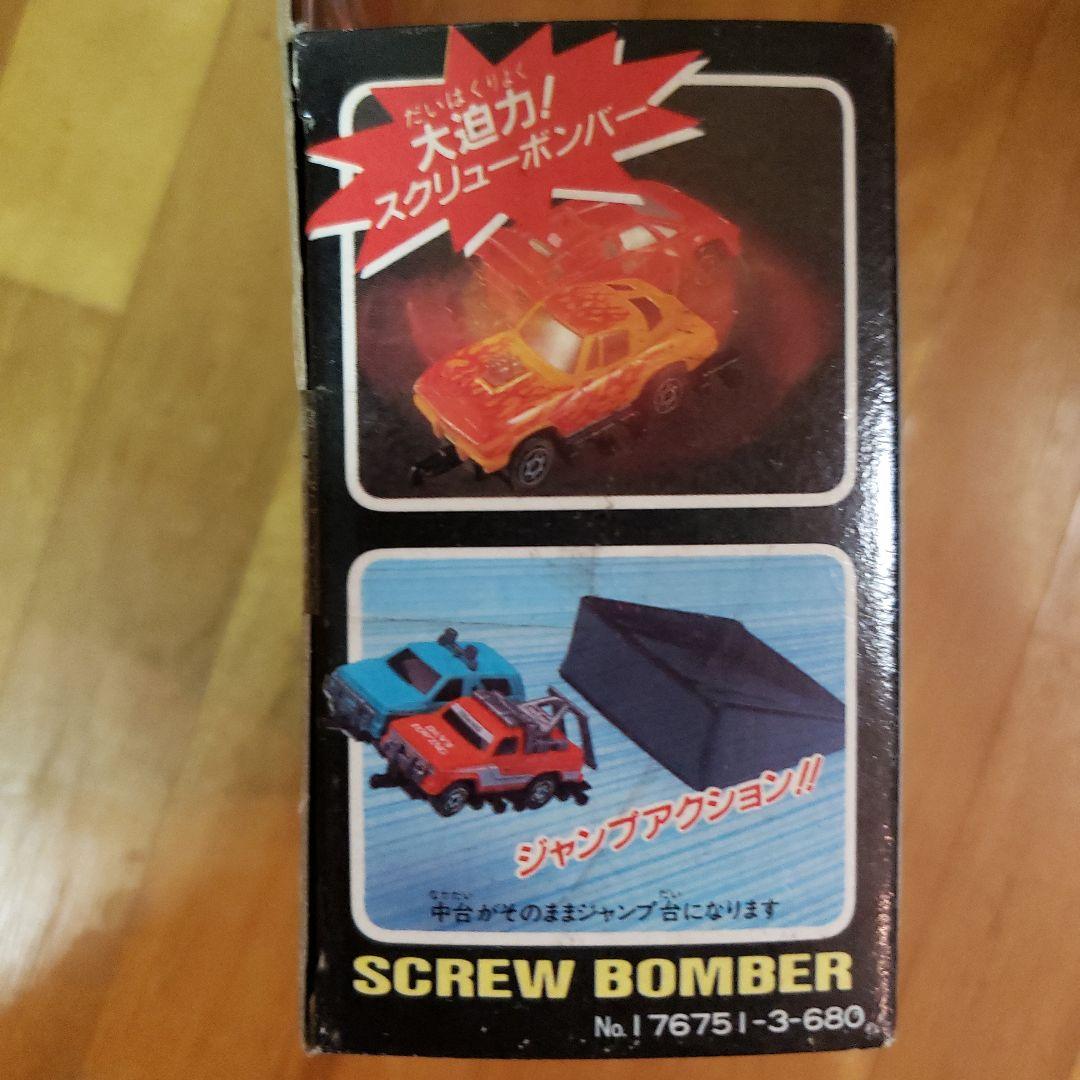 だいはくりょく
大迫力!
スクリューボンバー
ジャンプアクション!!
なかだい だい
中台がそのままジャンプ台になります
SCREW BOMBER
No.176751-3-680